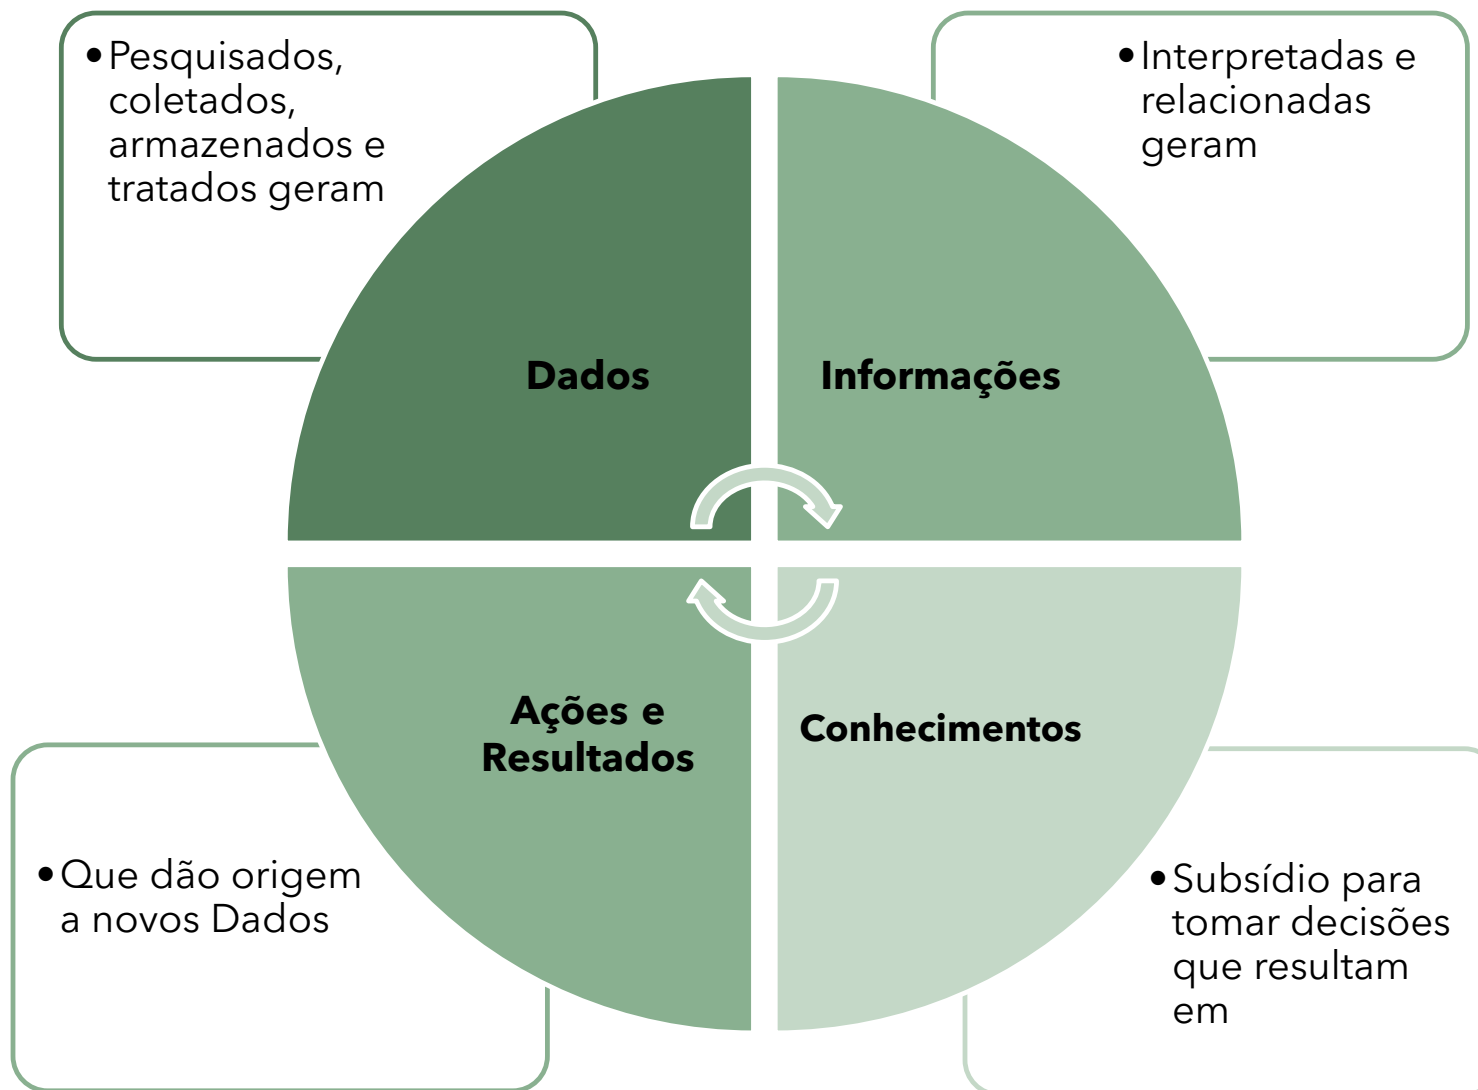 •Pesquisados,
coletados,
armazenados e
tratados geram
•Interpretadas e
relacionadas
geram
Dados
Informações
Ações e
Resultados
Conhecimentos
•Que dão origem
a novos Dados
•Subsídio para
tomar decisões
que resultam
em